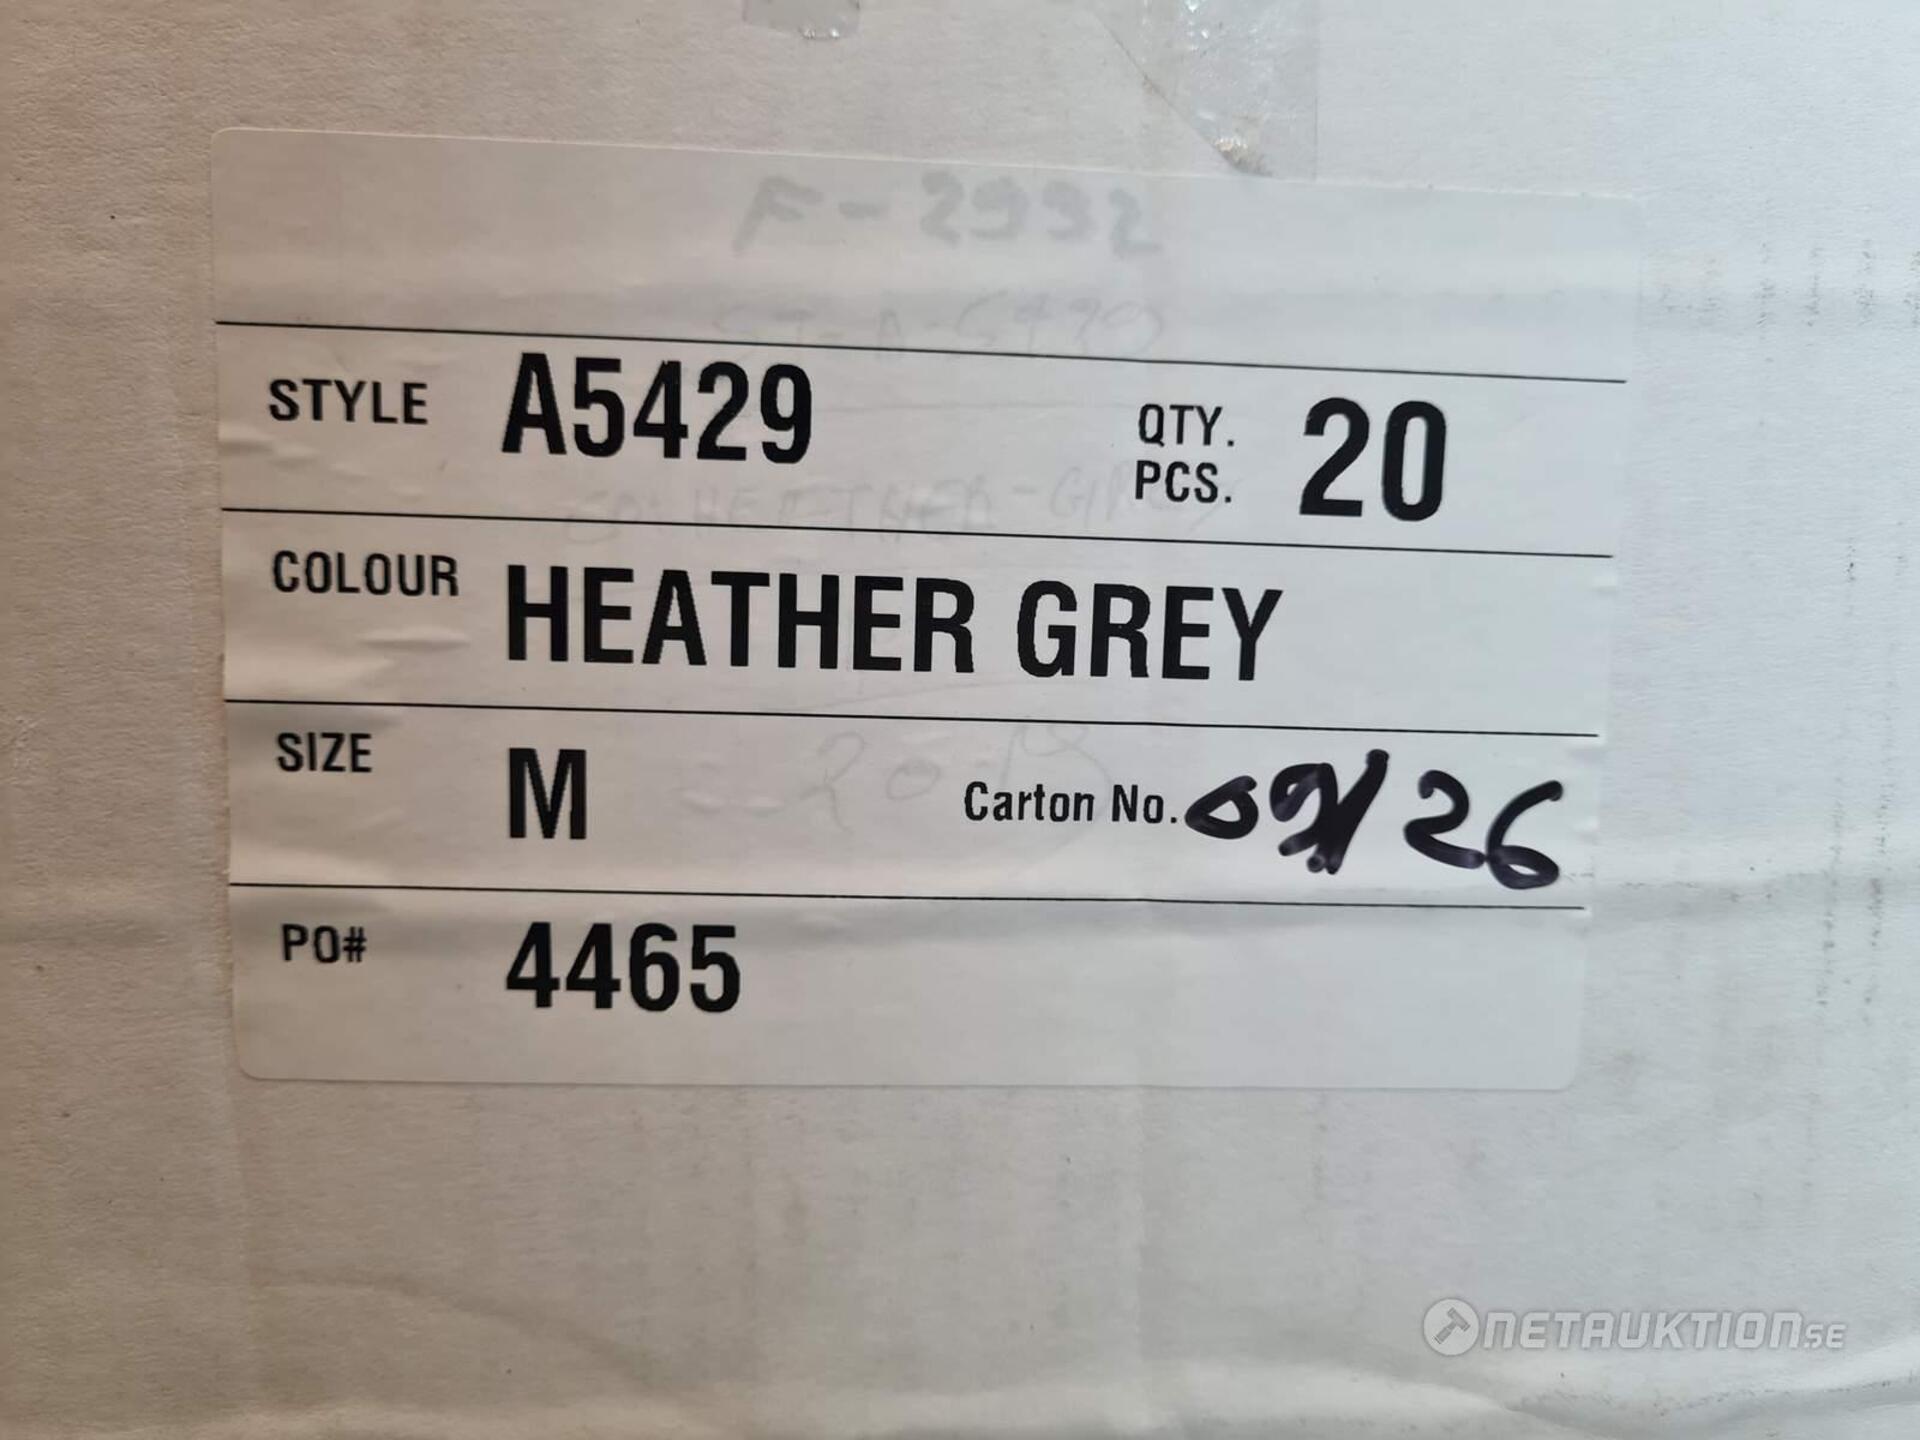 F-2992
STYLE A5429 QTY. PCS. 20
COLOUR HEATHER GREY
SIZE M Carton No. 09/26
PO# 4465
NETAUKTION.SE